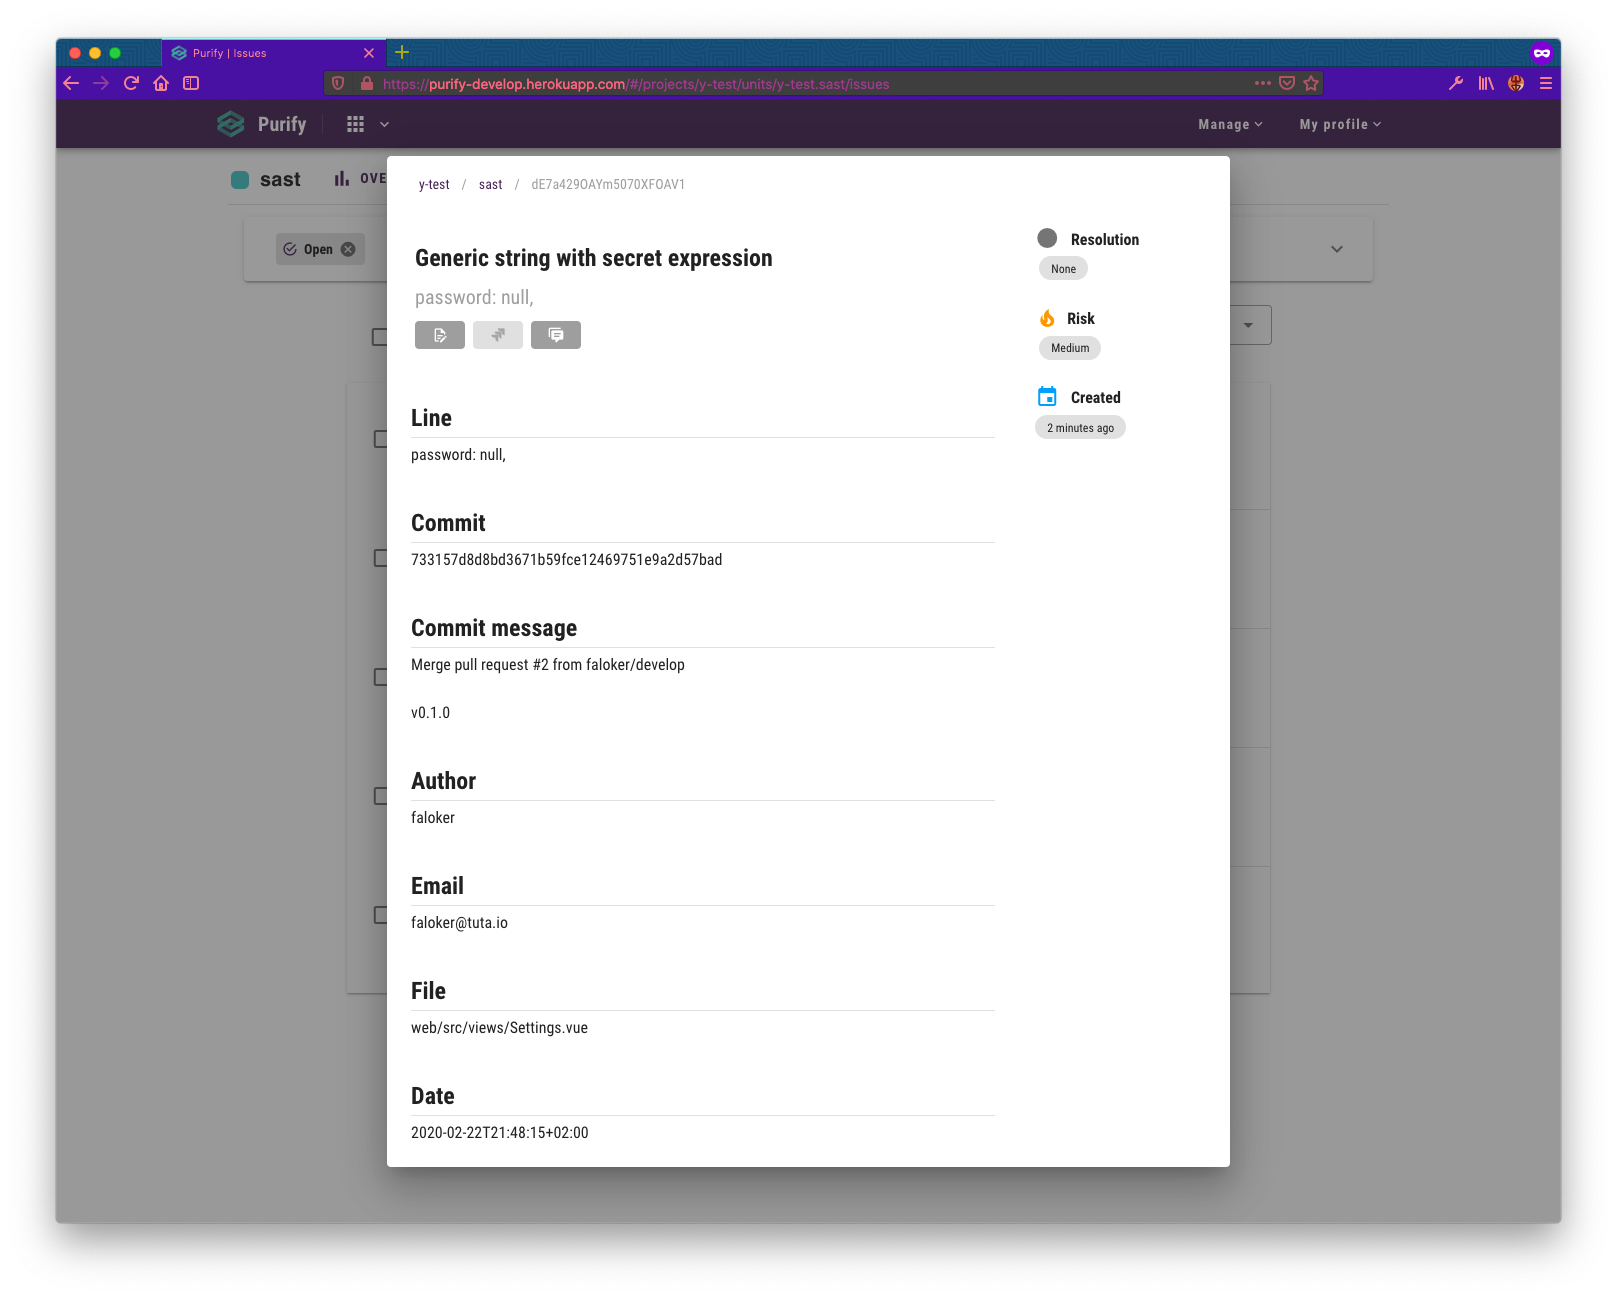 Purify | Issues
https://purify-develop.herokuapp.com/#/projects/y-test/units/y-test.sast/issues
Purify
Manage
My profile
sast
OVE
Open
y-test / sast / dE7a429OAYm5070XFOAV1
Generic string with secret expression
password: null,
Resolution
None
Risk
Medium
Created
2 minutes ago
Line
password: null,
Commit
733157d8d8bd3671b59fce12469751e9a2d57bad
Commit message
Merge pull request #2 from faloker/develop
v0.1.0
Author
faloker
Email
faloker@tuta.io
File
web/src/views/Settings.vue
Date
2020-02-22T21:48:15+02:00